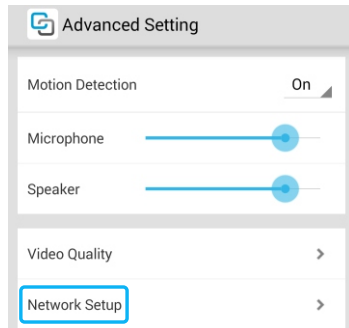 Advanced Setting
Motion Detection On
Microphone
Speaker
Video Quality
Network Setup